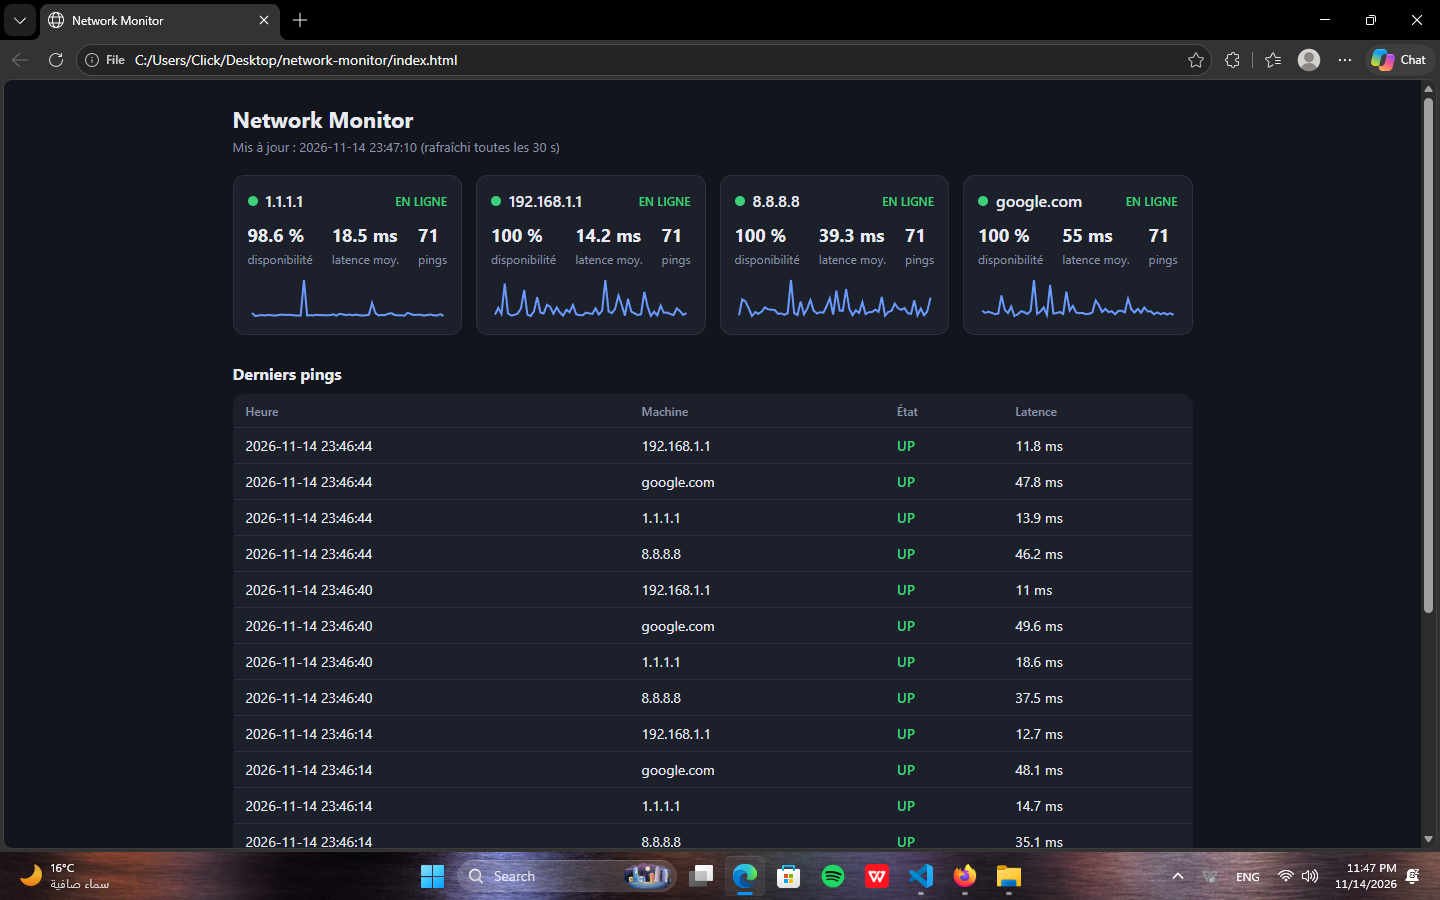 Network Monitor
File C:/Users/Click/Desktop/network-monitor/index.html
Chat
Network Monitor
Mis à jour : 2026-11-14 23:47:10 (rafraîchi toutes les 30 s)
1.1.1.1 EN LIGNE
98.6 % 18.5 ms 71
disponibilité latence moy. pings
192.168.1.1 EN LIGNE
100 % 14.2 ms 71
disponibilité latence moy. pings
8.8.8.8 EN LIGNE
100 % 39.3 ms 71
disponibilité latence moy. pings
google.com EN LIGNE
100 % 55 ms 71
disponibilité latence moy. pings
Derniers pings
Heure Machine État Latence
2026-11-14 23:46:44 192.168.1.1 UP 11.8 ms
2026-11-14 23:46:44 google.com UP 47.8 ms
2026-11-14 23:46:44 1.1.1.1 UP 13.9 ms
2026-11-14 23:46:44 8.8.8.8 UP 46.2 ms
2026-11-14 23:46:40 192.168.1.1 UP 11 ms
2026-11-14 23:46:40 google.com UP 49.6 ms
2026-11-14 23:46:40 1.1.1.1 UP 18.6 ms
2026-11-14 23:46:40 8.8.8.8 UP 37.5 ms
2026-11-14 23:46:14 192.168.1.1 UP 12.7 ms
2026-11-14 23:46:14 google.com UP 48.1 ms
2026-11-14 23:46:14 1.1.1.1 UP 14.7 ms
2026-11-14 23:46:14 8.8.8.8 UP 35.1 ms
16°C
سماء صافية
Search
ENG
11:47 PM
11/14/2026